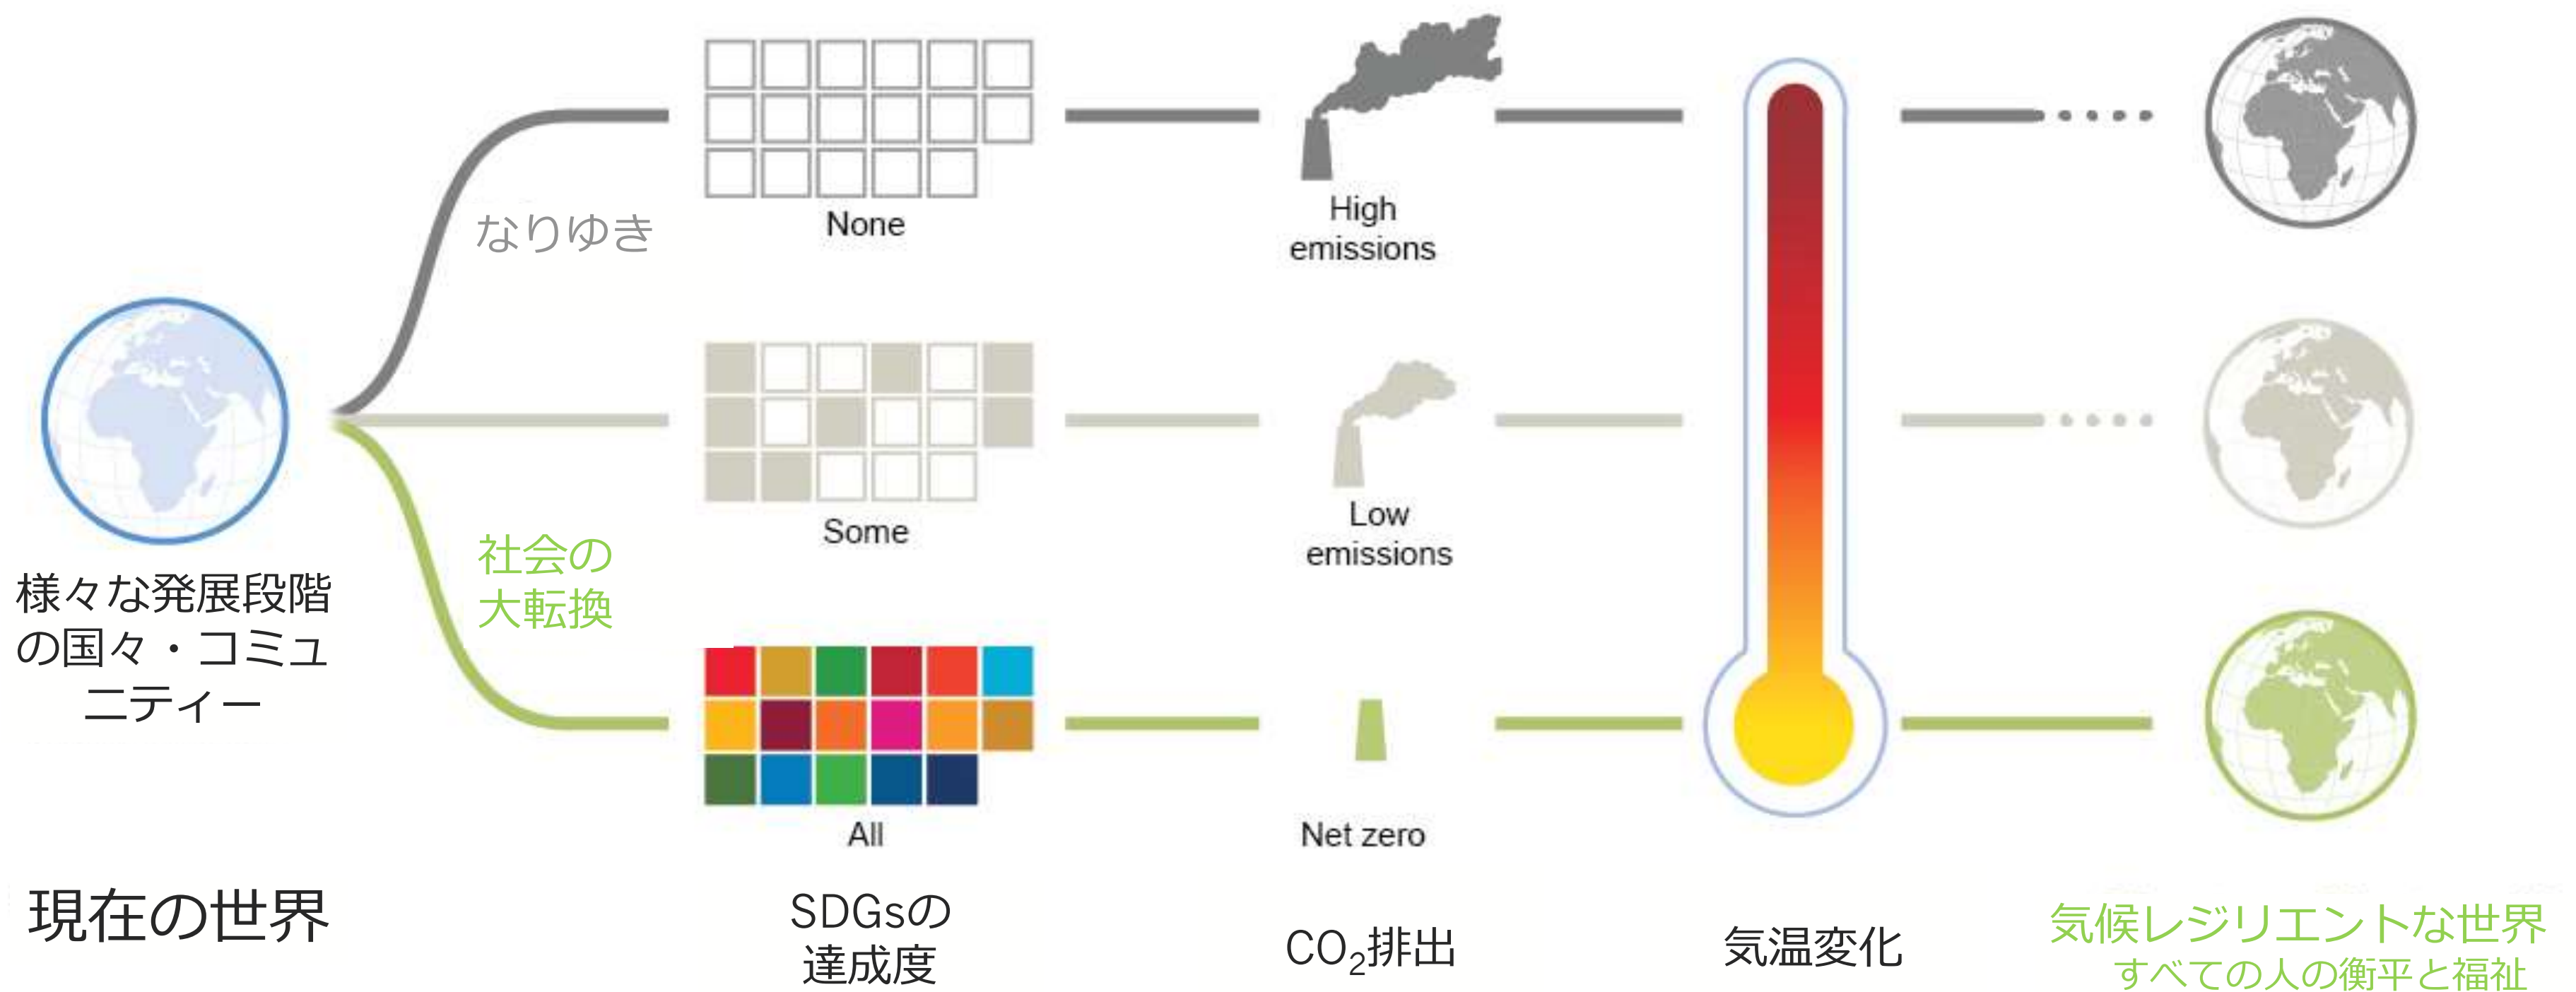 なりゆき
None
High
emissions
様々な発展段階
の国々・コミュ
ニティー
Some
Low
emissions
社会の
大転換
All
Net zero
現在の世界
SDGsの
達成度
CO₂排出
気温変化
気候レジリエントな世界
すべての人の衡平と福祉